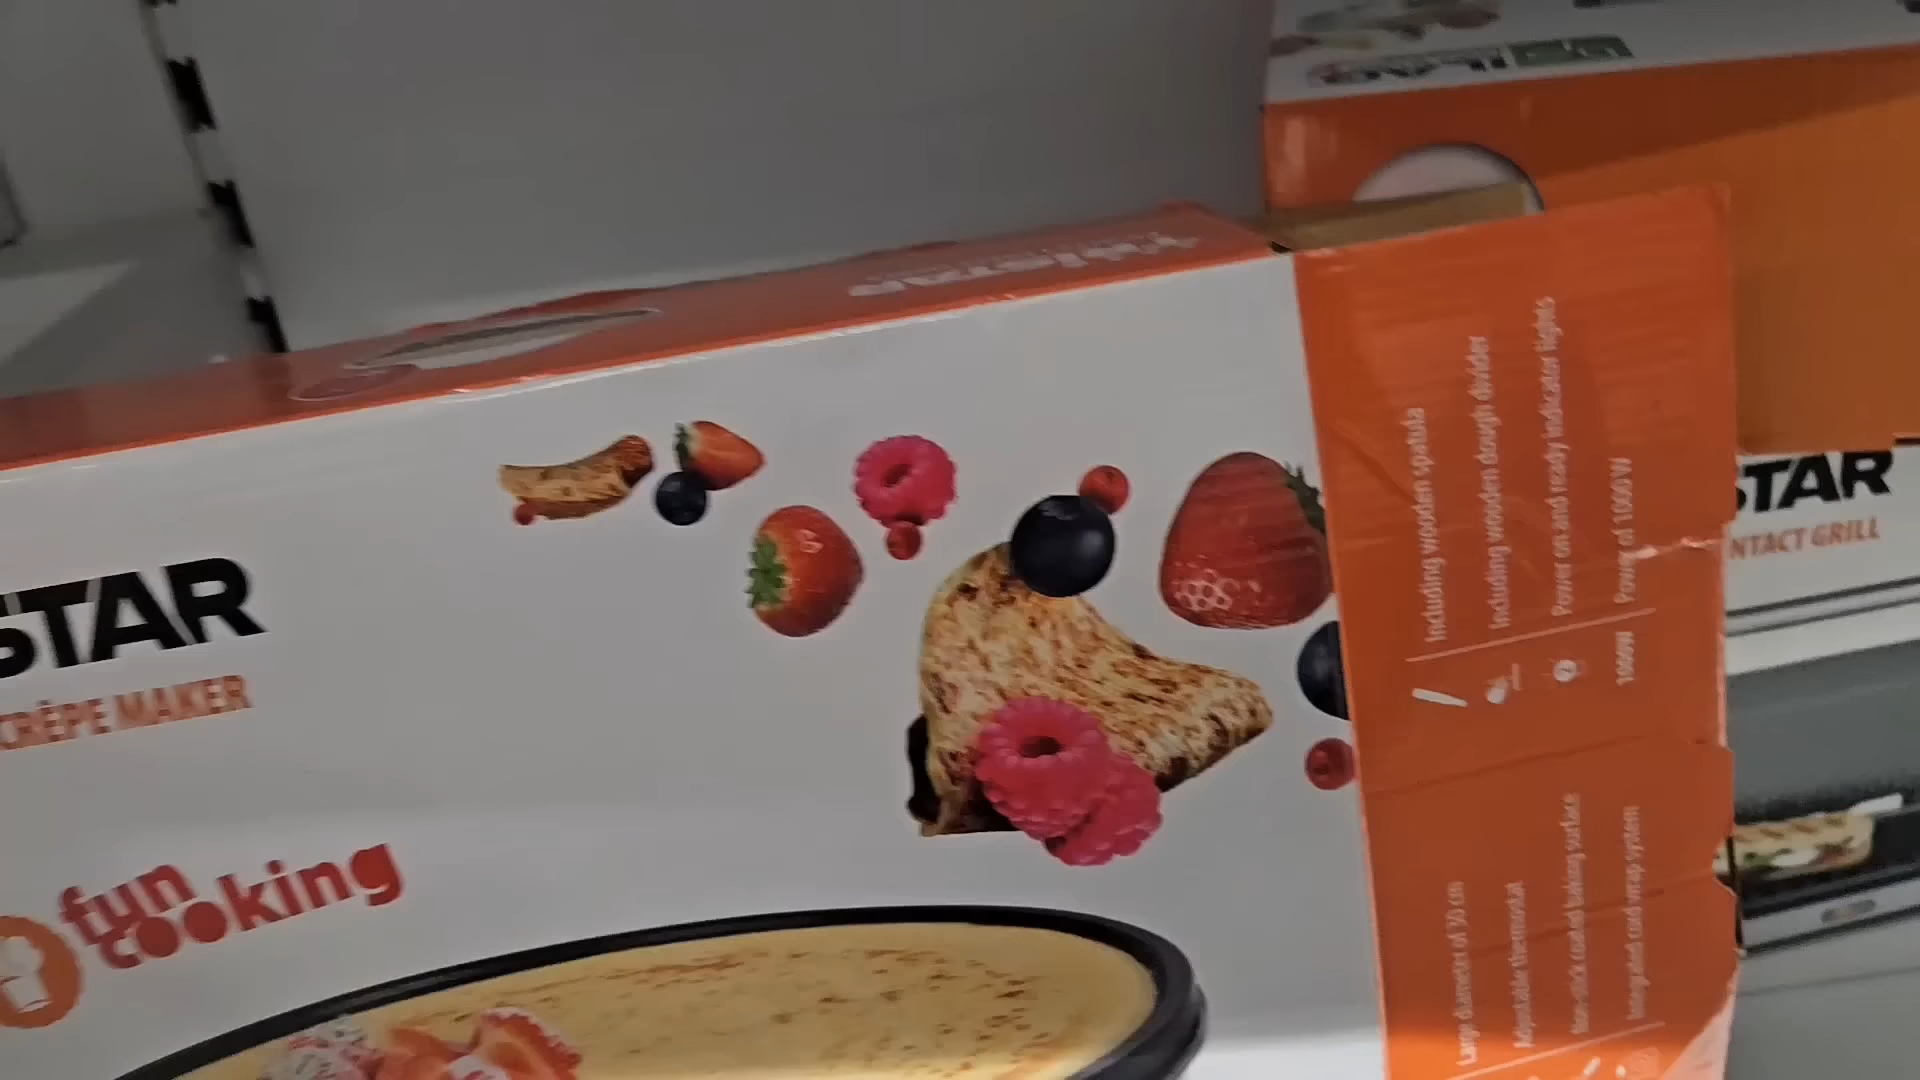 STAR
CRÊPE MAKER
fun
cooking
Including wooden spatula
Including wooden dough divider
Power on and ready indicator lights
1000W Power of 1000 W
Large diameter of 30 cm
Adjustable thermostat
Non-stick coated baking surface
Integrated cord wrap system
STAR
NTACT GRILL